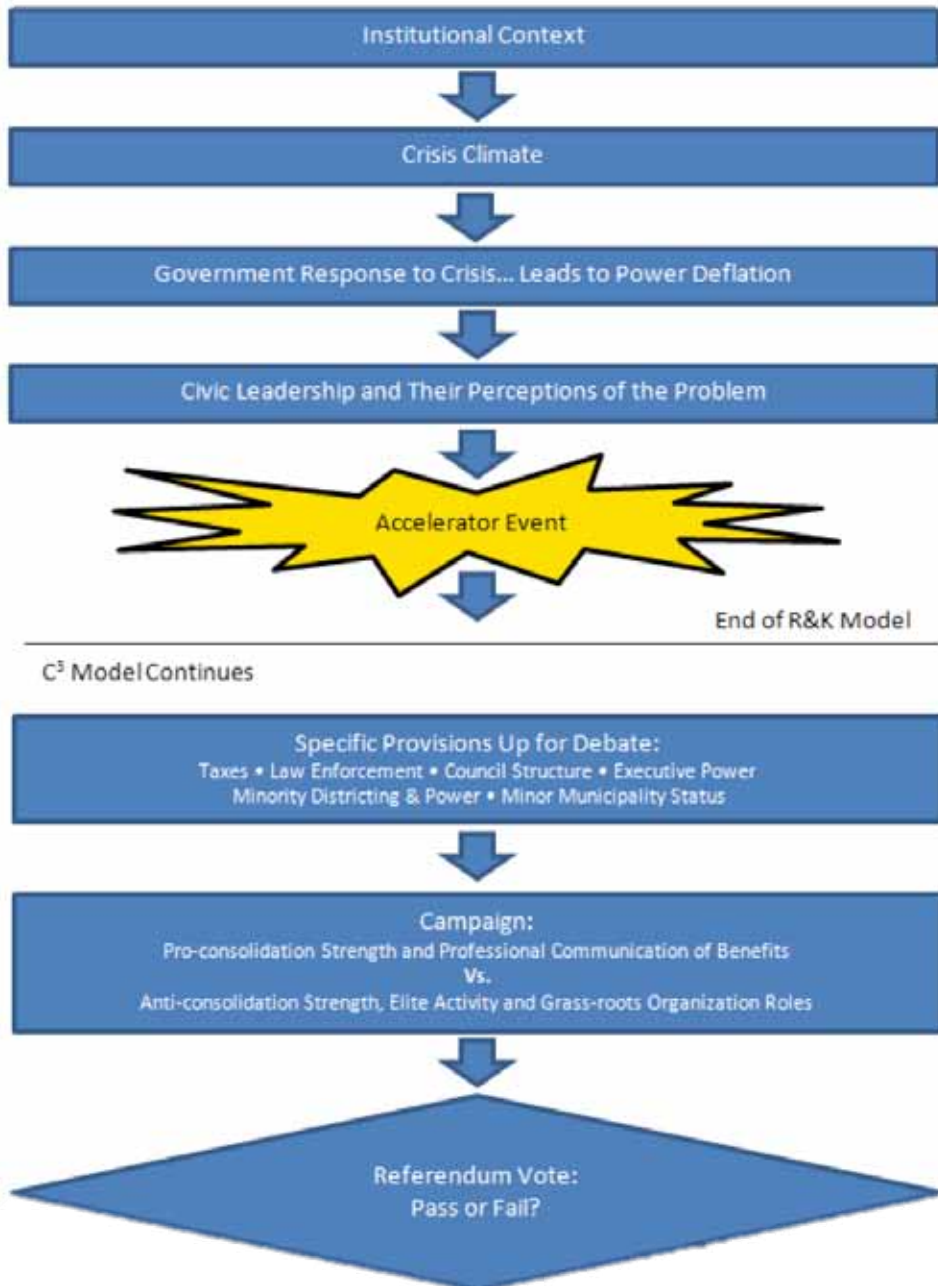 Institutional Context
Crisis Climate
Government Response to Crisis... Leads to Power Deflation
Civic Leadership and Their Perceptions of the Problem
Accelerator Event
End of R&K Model
C³ Model Continues
Specific Provisions Up for Debate:
Taxes • Law Enforcement • Council Structure • Executive Power
Minority Districting & Power • Minor Municipality Status
Campaign:
Pro-consolidation Strength and Professional Communication of Benefits
Vs.
Anti-consolidation Strength, Elite Activity and Grass-roots Organization Roles
Referendum Vote:
Pass or Fail?